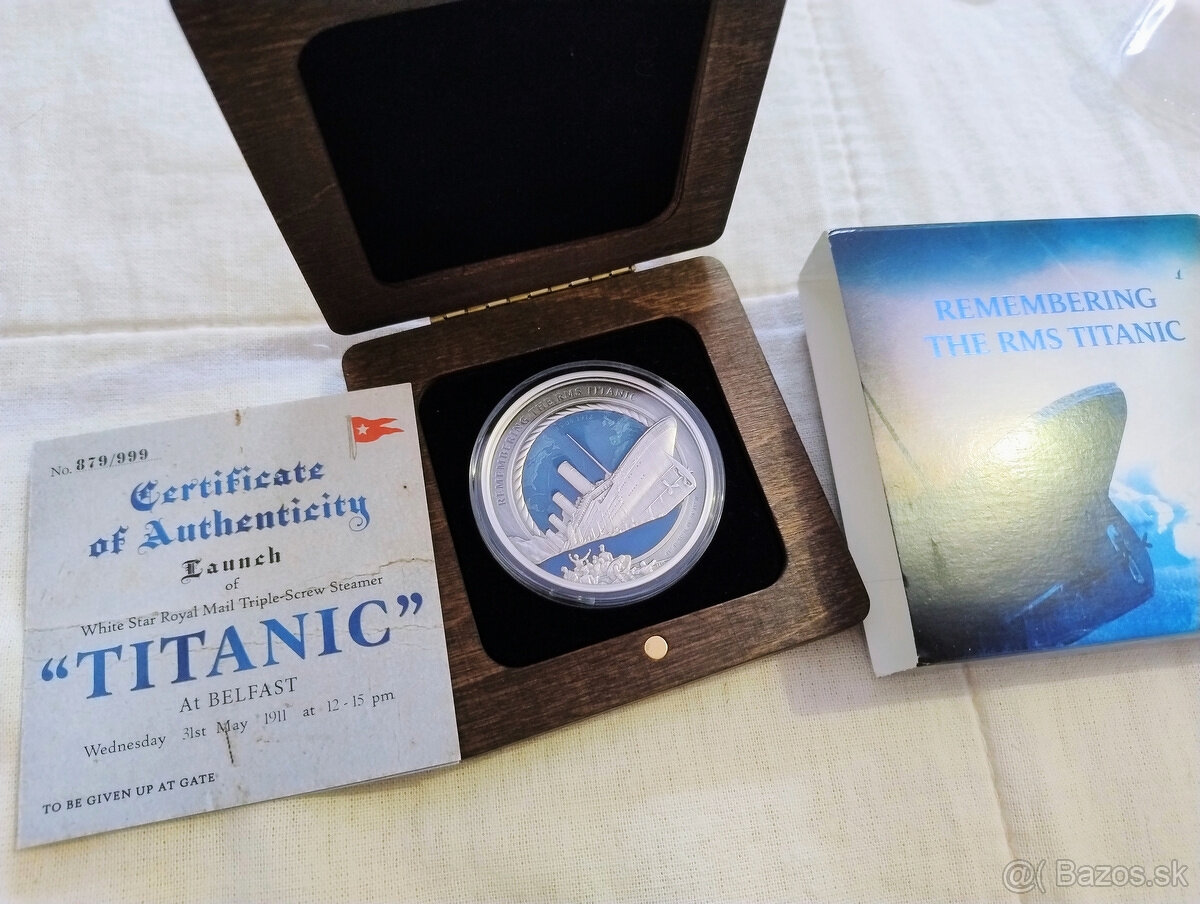 No. 879/999
Certificate
of Authenticity
Launch
of
White Star Royal Mail Triple-Screw Steamer
“TITANIC”
At BELFAST
Wednesday 31st May 1911 at 12-15 pm
TO BE GIVEN UP AT GATE
REMEMBERING THE RMS TITANIC
REMEMBERING
THE RMS TITANIC
@( Bazos.sk